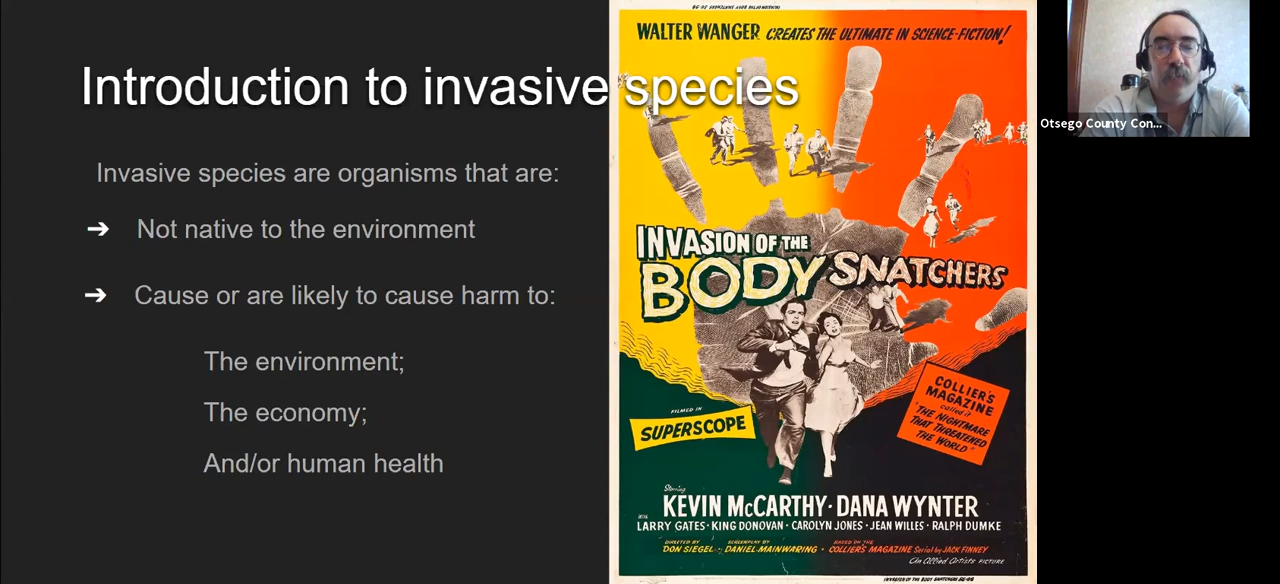 Introduction to invasive species
Invasive species are organisms that are:
➔ Not native to the environment
➔ Cause or are likely to cause harm to:
The environment;
The economy;
And/or human health
WALTER WANGER CREATES THE ULTIMATE IN SCIENCE-FICTION!
INVASION OF THE
BODY SNATCHERS
COLLIER'S
MAGAZINE
called it
"THE NIGHTMARE
THAT THREATENED
THE WORLD"
FILMED IN
SUPERSCOPE
Starring
KEVIN McCARTHY · DANA WYNTER
with
LARRY GATES · KING DONOVAN · CAROLYN JONES · JEAN WILLES · RALPH DUMKE
DIRECTED BY SCREENPLAY BY BASED ON THE
DON SIEGEL · DANIEL MAINWARING · COLLIER'S MAGAZINE Serial by JACK FINNEY
An Allied Artists PICTURE
INVASION OF THE BODY SNATCHERS
Otsego County Con...